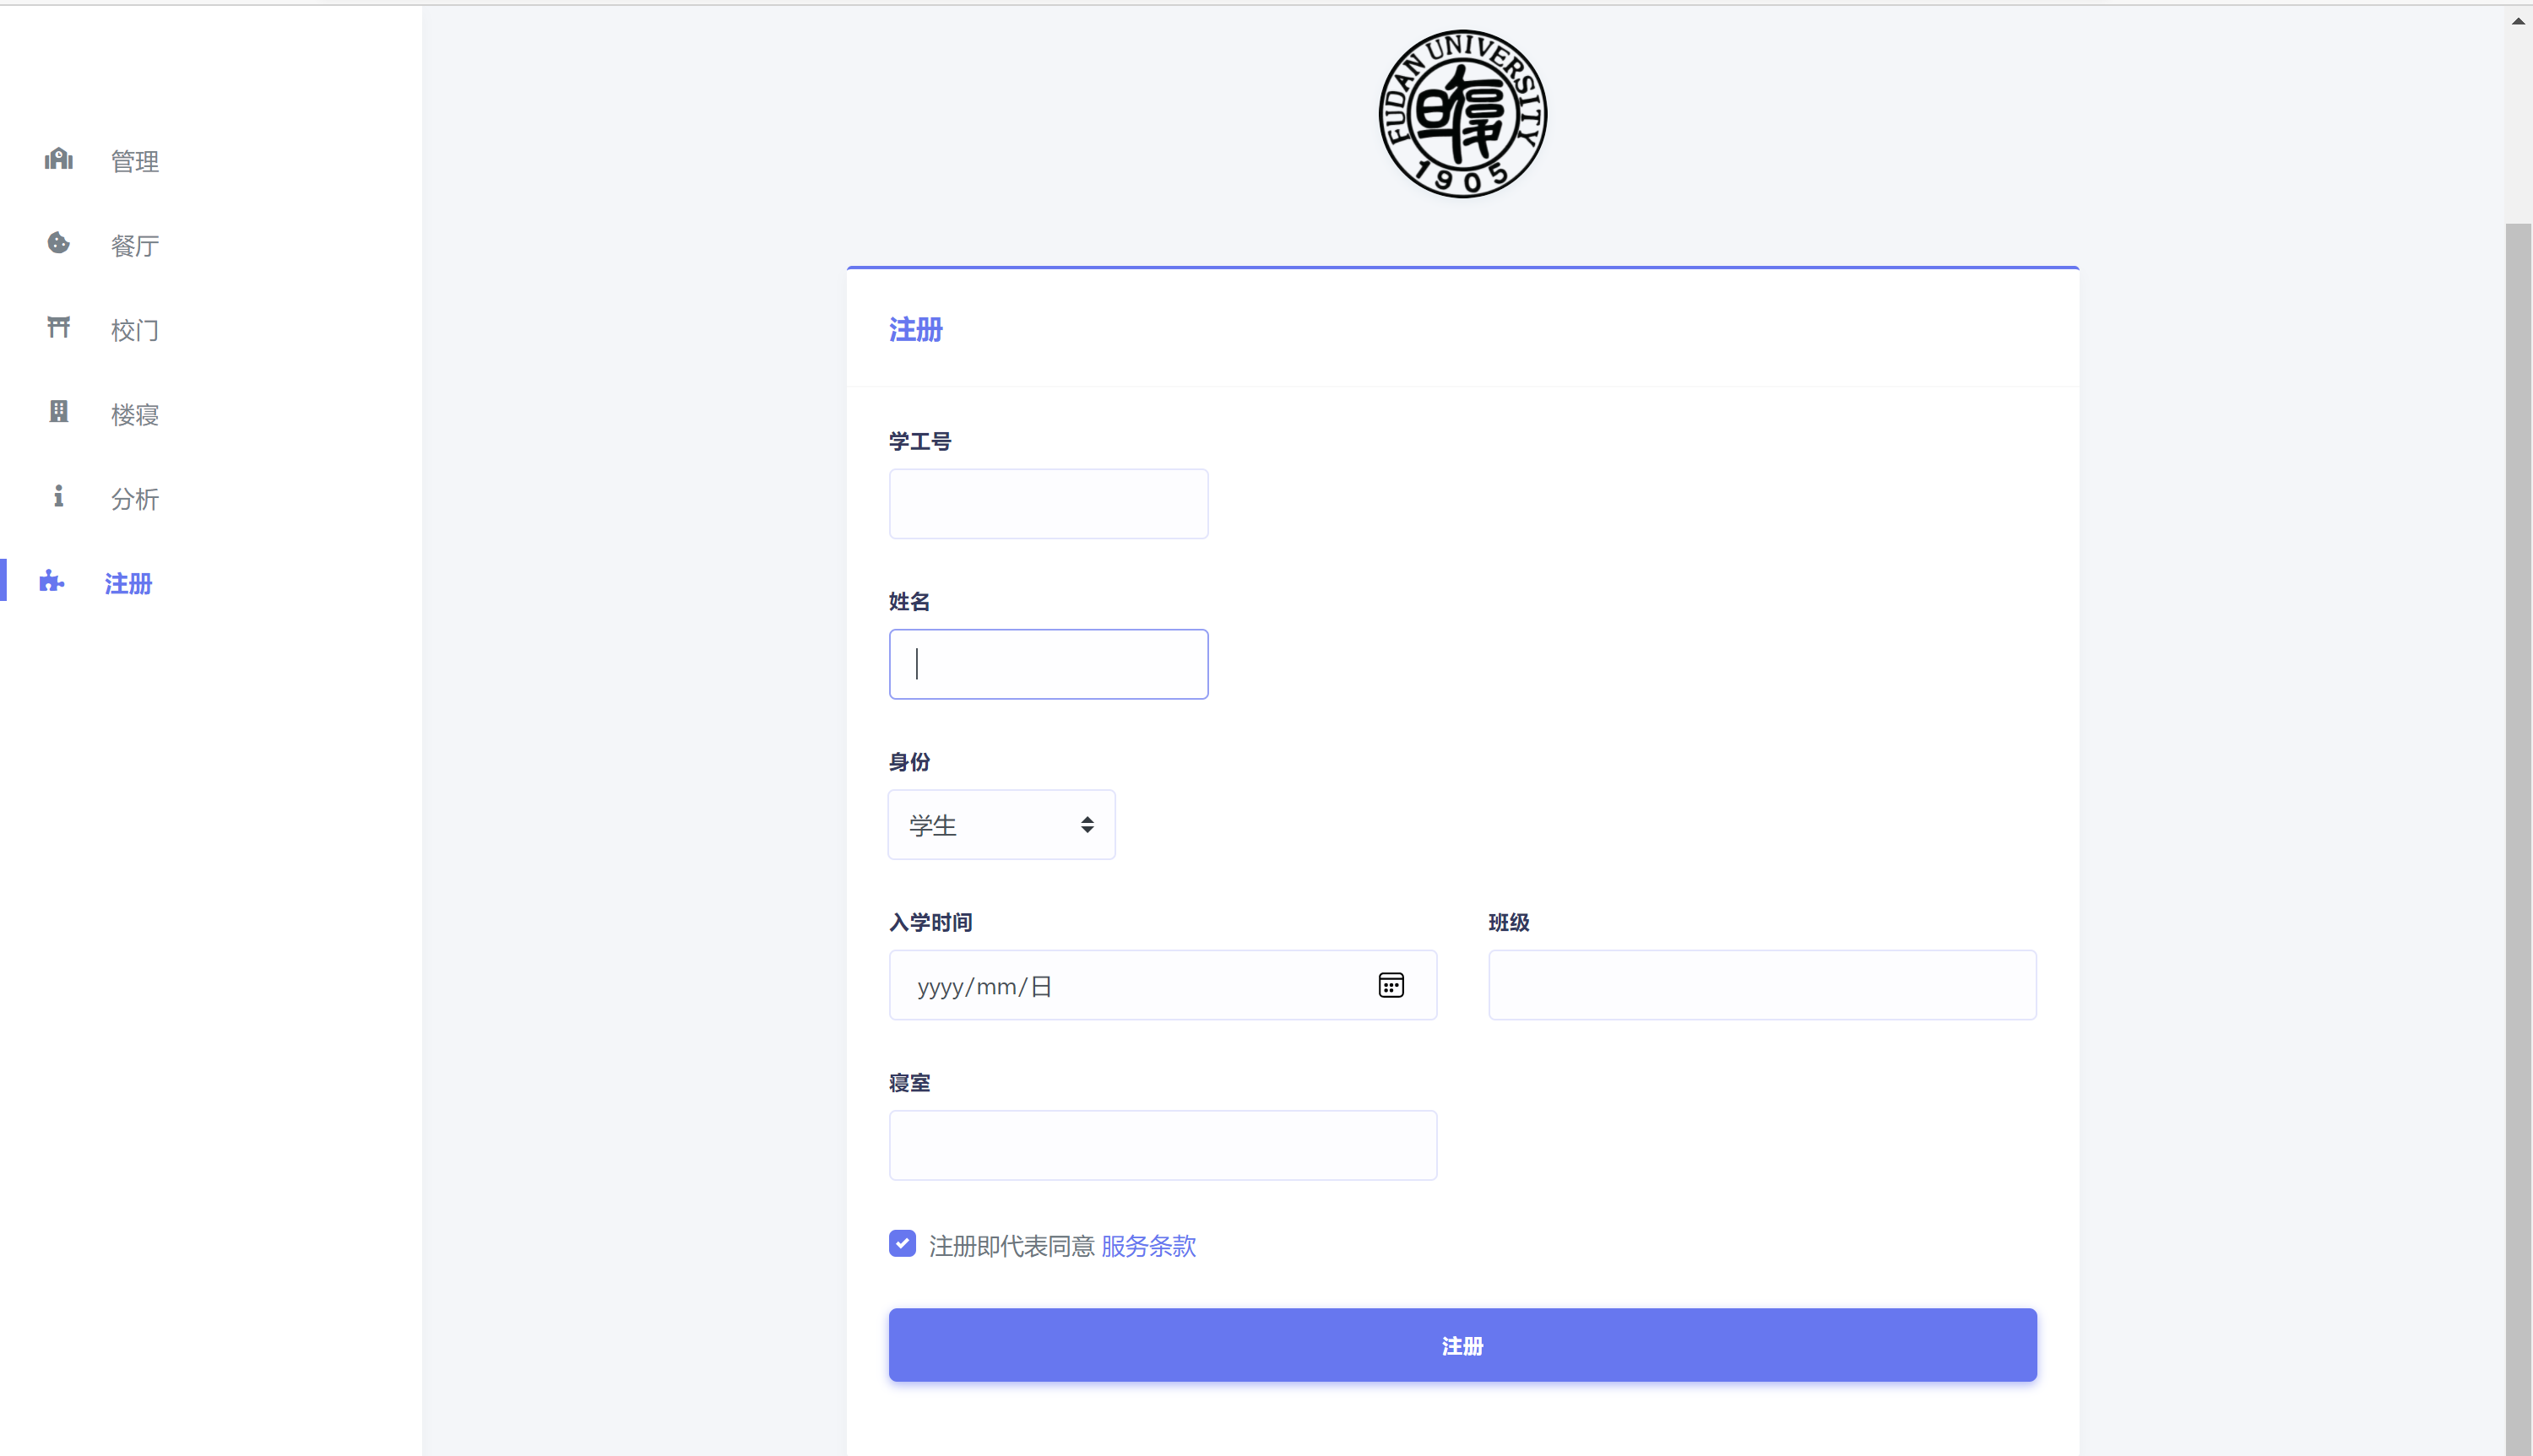 管理
餐厅
校门
楼寝
分析
注册
FUDAN UNIVERSITY
復旦
1905
注册
学工号
姓名
身份
学生
入学时间
班级
yyyy/mm/日
寝室
注册即代表同意 服务条款
注册